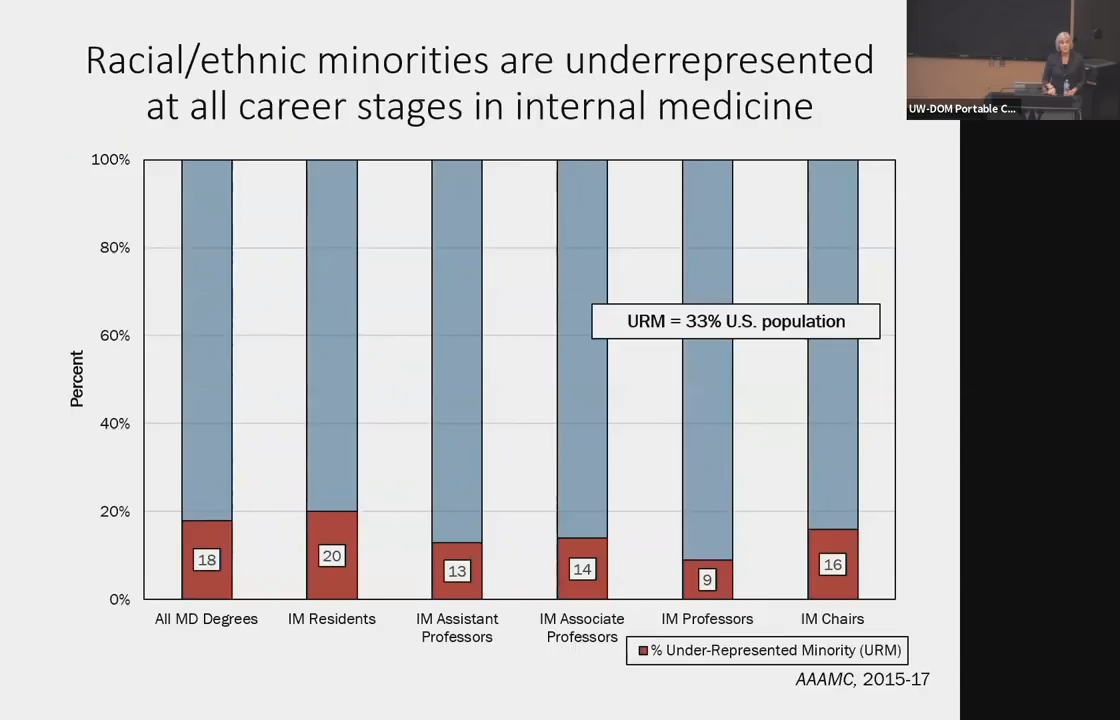 Racial/ethnic minorities are underrepresented
at all career stages in internal medicine
UW-DOM Portable C...
100%
80%
60%
40%
20%
0%
Percent
URM = 33% U.S. population
18
20
13
14
9
16
All MD Degrees
IM Residents
IM Assistant
Professors
IM Associate
Professors
IM Professors
IM Chairs
% Under-Represented Minority (URM)
AAAMC, 2015-17